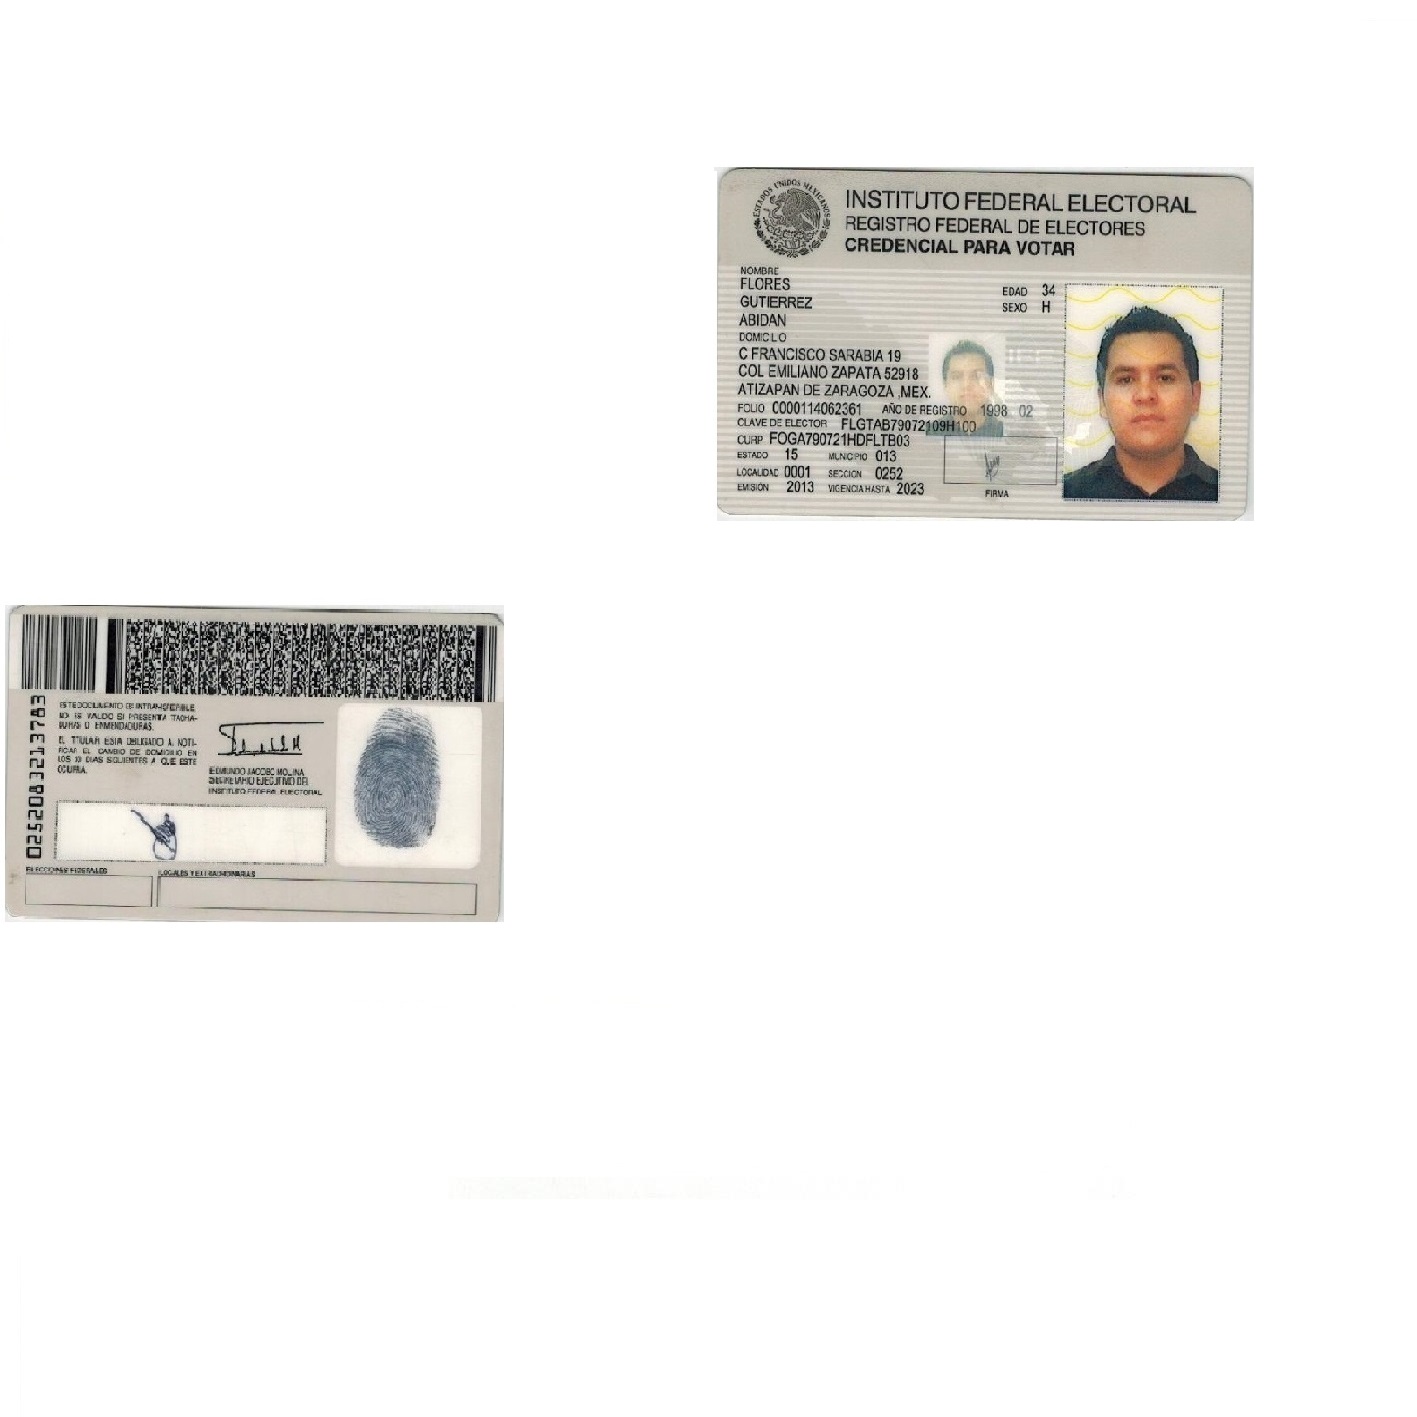 ESTADOS UNIDOS MEXICANOS
INSTITUTO FEDERAL ELECTORAL
REGISTRO FEDERAL DE ELECTORES
CREDENCIAL PARA VOTAR
NOMBRE
FLORES
GUTIERREZ
ABIDAN
EDAD 34
SEXO H
DOMICILO
C FRANCISCO SARABIA 19
COL EMILIANO ZAPATA 52918
ATIZAPAN DE ZARAGOZA ,MEX.
FOLIO 0000114062361 AÑO DE REGISTRO 1998 02
CLAVE DE ELECTOR FLGTAB79072109H100
CURP FOGA790721HDFLTB03
ESTADO 15 MUNICIPIO 013
LOCALIDAD 0001 SECCION 0252
EMISION 2013 VIGENCIA HASTA 2023
FIRMA
0252083213783
ESTE DOCUMENTO ES INTRANSFERIBLE
NO ES VALIDO SI PRESENTA TACHA-
DURAS O ENMENDADURAS.
EL TITULAR ESTA OBLIGADO A NOTI-
FICAR EL CAMBIO DE DOMICILIO EN
LOS 30 DIAS SIGUIENTES A QUE ESTE
OCURRA.
EDMUNDO JACOBO MOLINA
SECRETARIO EJECUTIVO DEL
INSTITUTO FEDERAL ELECTORAL
ELECCIONES FEDERALES
LOCALES Y EXTRAORDINARIAS